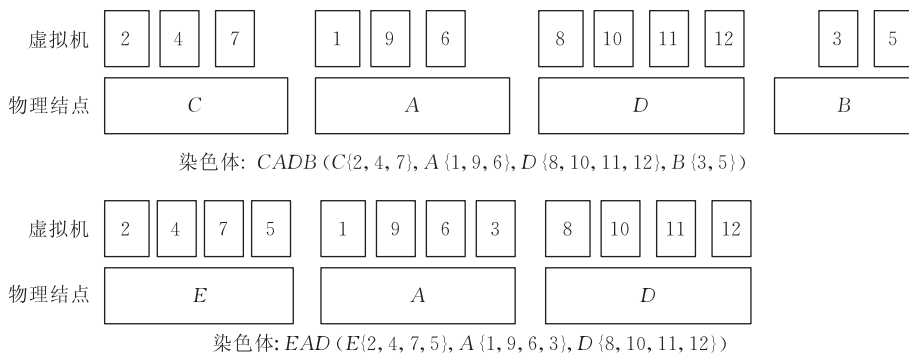 虚拟机 2 4 7 1 9 6 8 10 11 12 3 5
物理结点 C A D B
染色体: CADB (C{2, 4, 7}, A{1, 9, 6}, D{8, 10, 11, 12}, B{3, 5})
虚拟机 2 4 7 5 1 9 6 3 8 10 11 12
物理结点 E A D
染色体: EAD (E{2, 4, 7, 5}, A{1, 9, 6, 3}, D{8, 10, 11, 12})